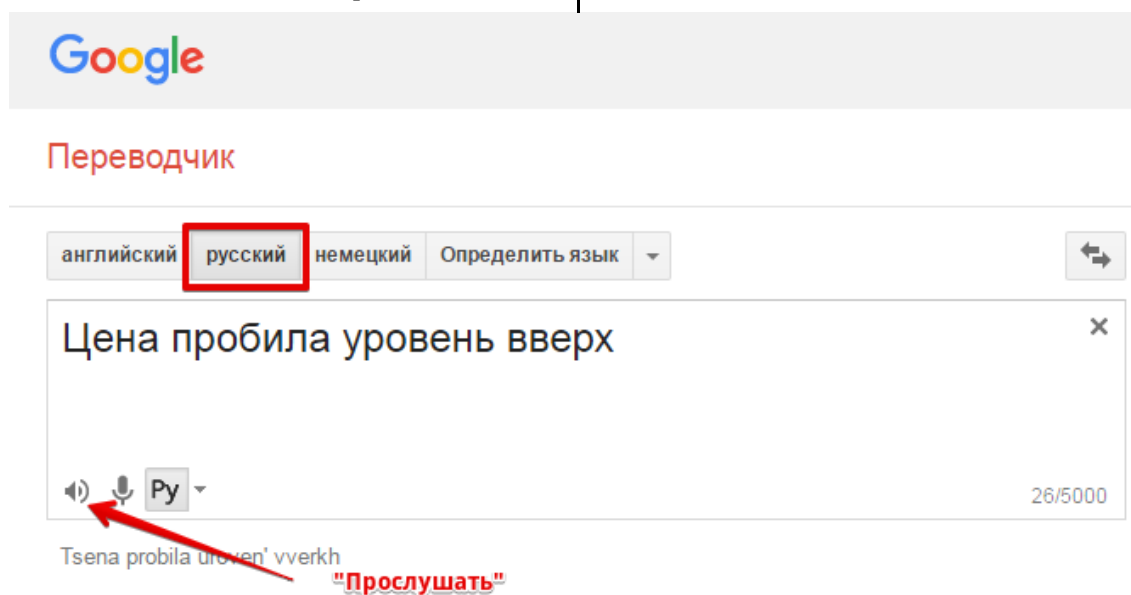 Google
Переводчик
английский русский немецкий Определить язык
Цена пробила уровень вверх
Ру
26/5000
Tsena probila uroven' vverkh
"Прослушать"